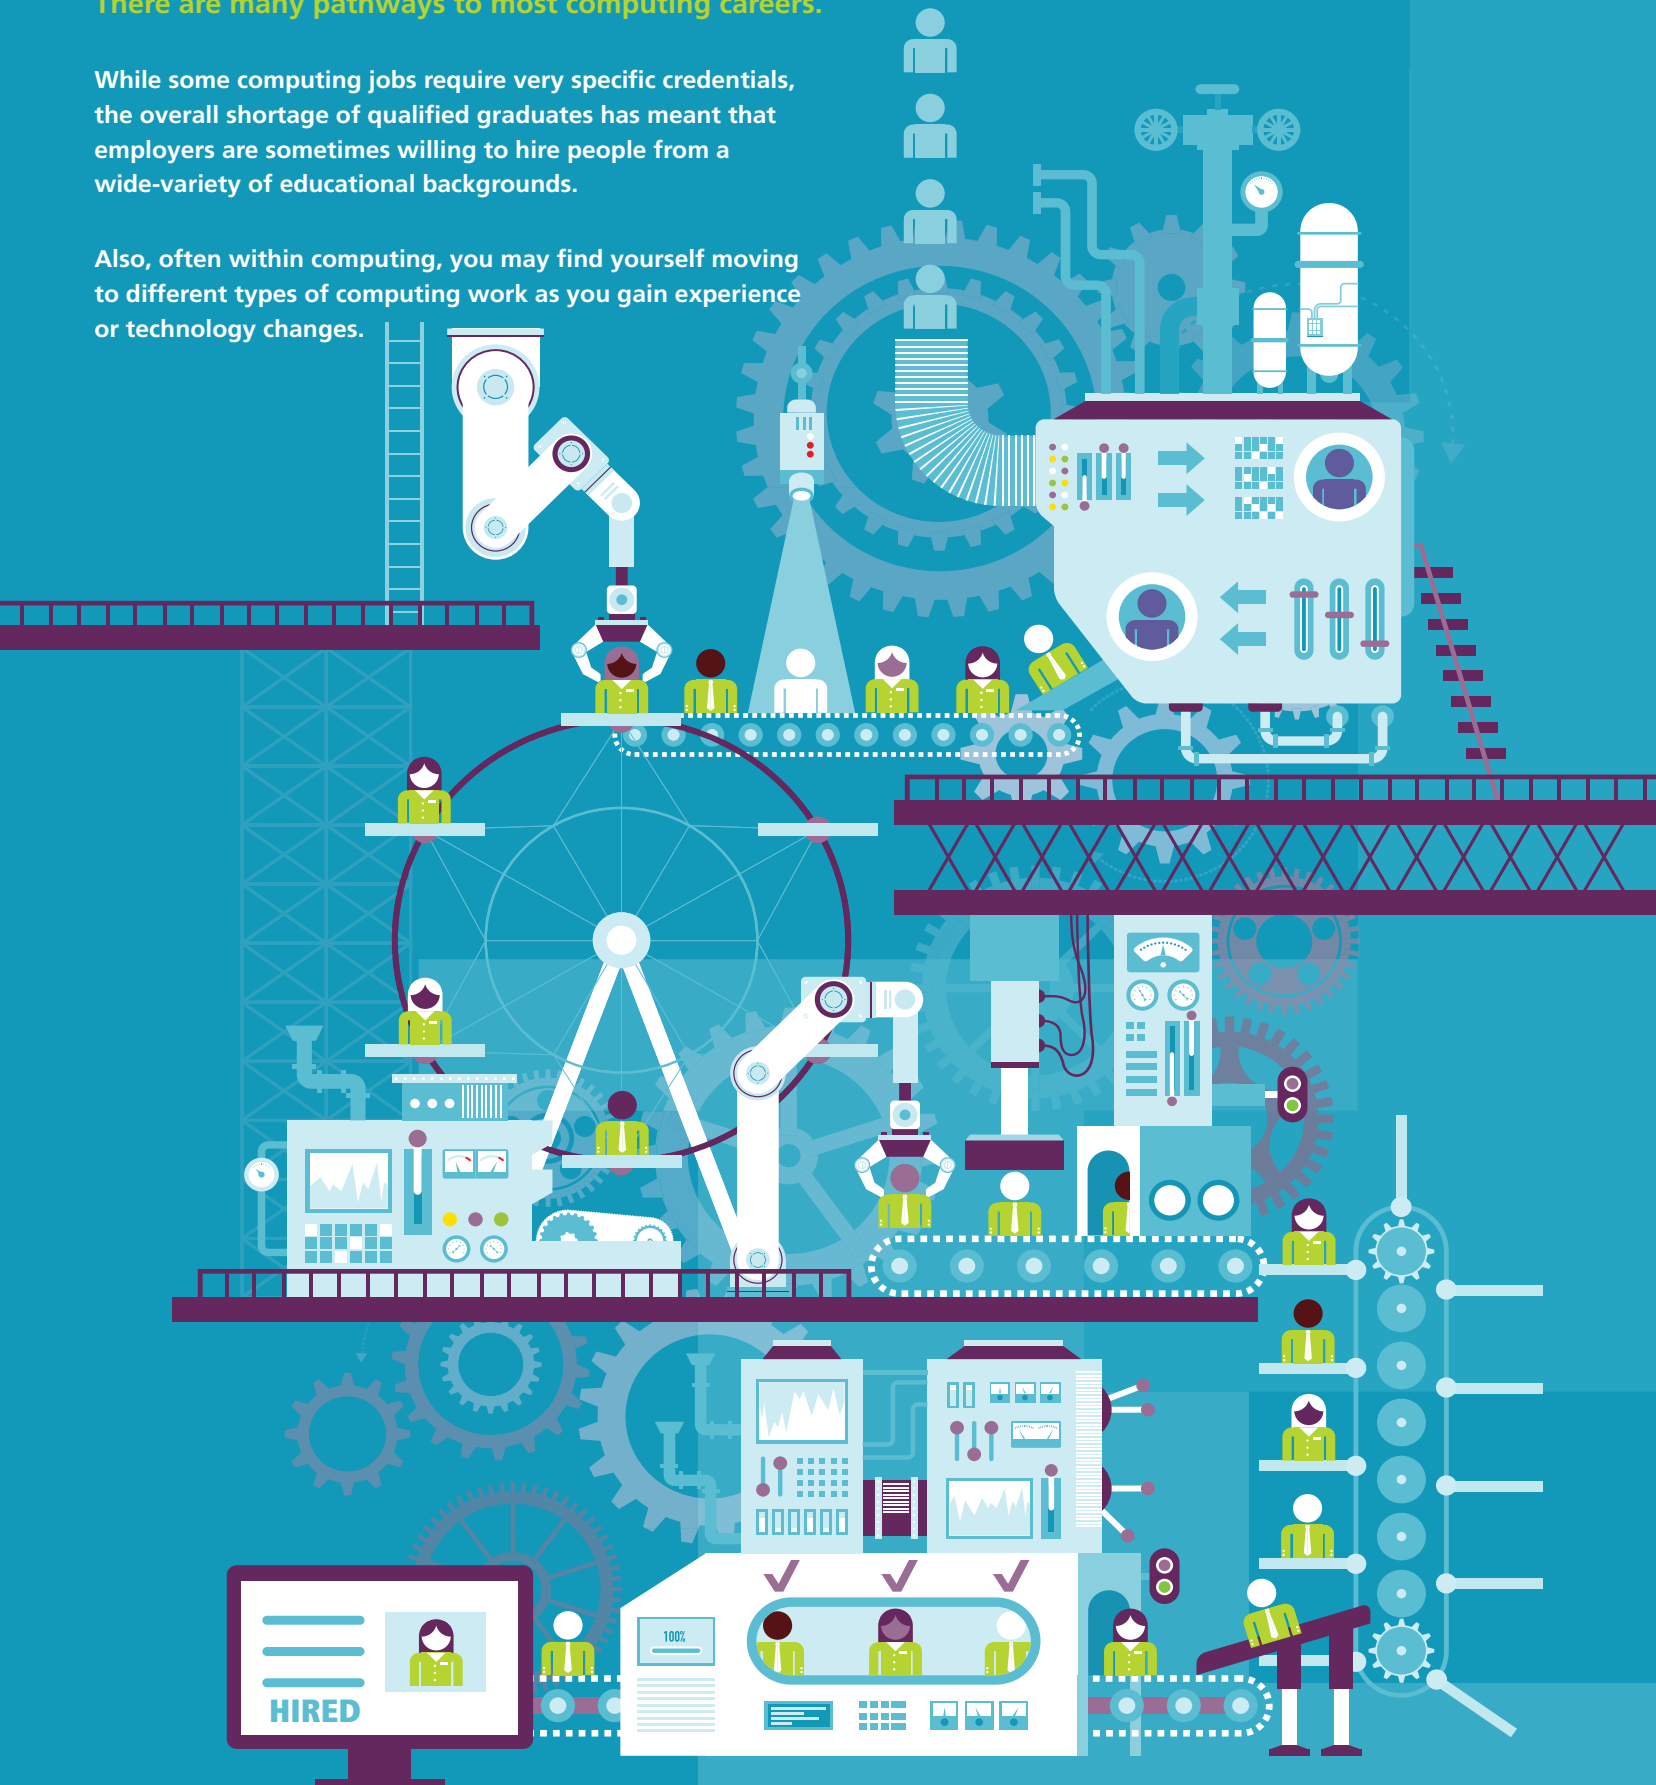 There are many pathways to most computing careers.
While some computing jobs require very specific credentials,
the overall shortage of qualified graduates has meant that
employers are sometimes willing to hire people from a
wide-variety of educational backgrounds.
Also, often within computing, you may find yourself moving
to different types of computing work as you gain experience
or technology changes.
100%
HIRED